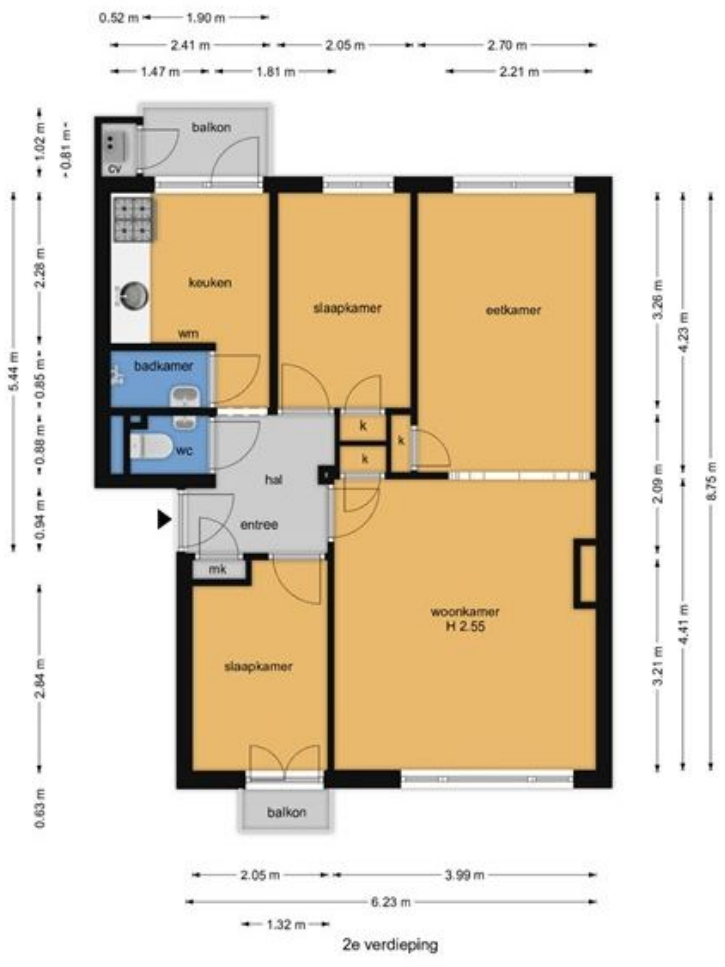 0.52 m
1.90 m
2.41 m
2.05 m
2.70 m
1.47 m
1.81 m
2.21 m
1.02 m
0.81 m
balkon
cv
5.44 m
2.28 m
0.85 m
0.88 m
0.94 m
2.84 m
0.63 m
keuken
wm
slaapkamer
eetkamer
badkamer
wc
k
k
k
v
hal
entree
mk
woonkamer
H 2.55
slaapkamer
balkon
3.26 m
2.09 m
3.21 m
4.23 m
4.41 m
8.75 m
2.05 m
3.99 m
6.23 m
1.32 m
2e verdieping